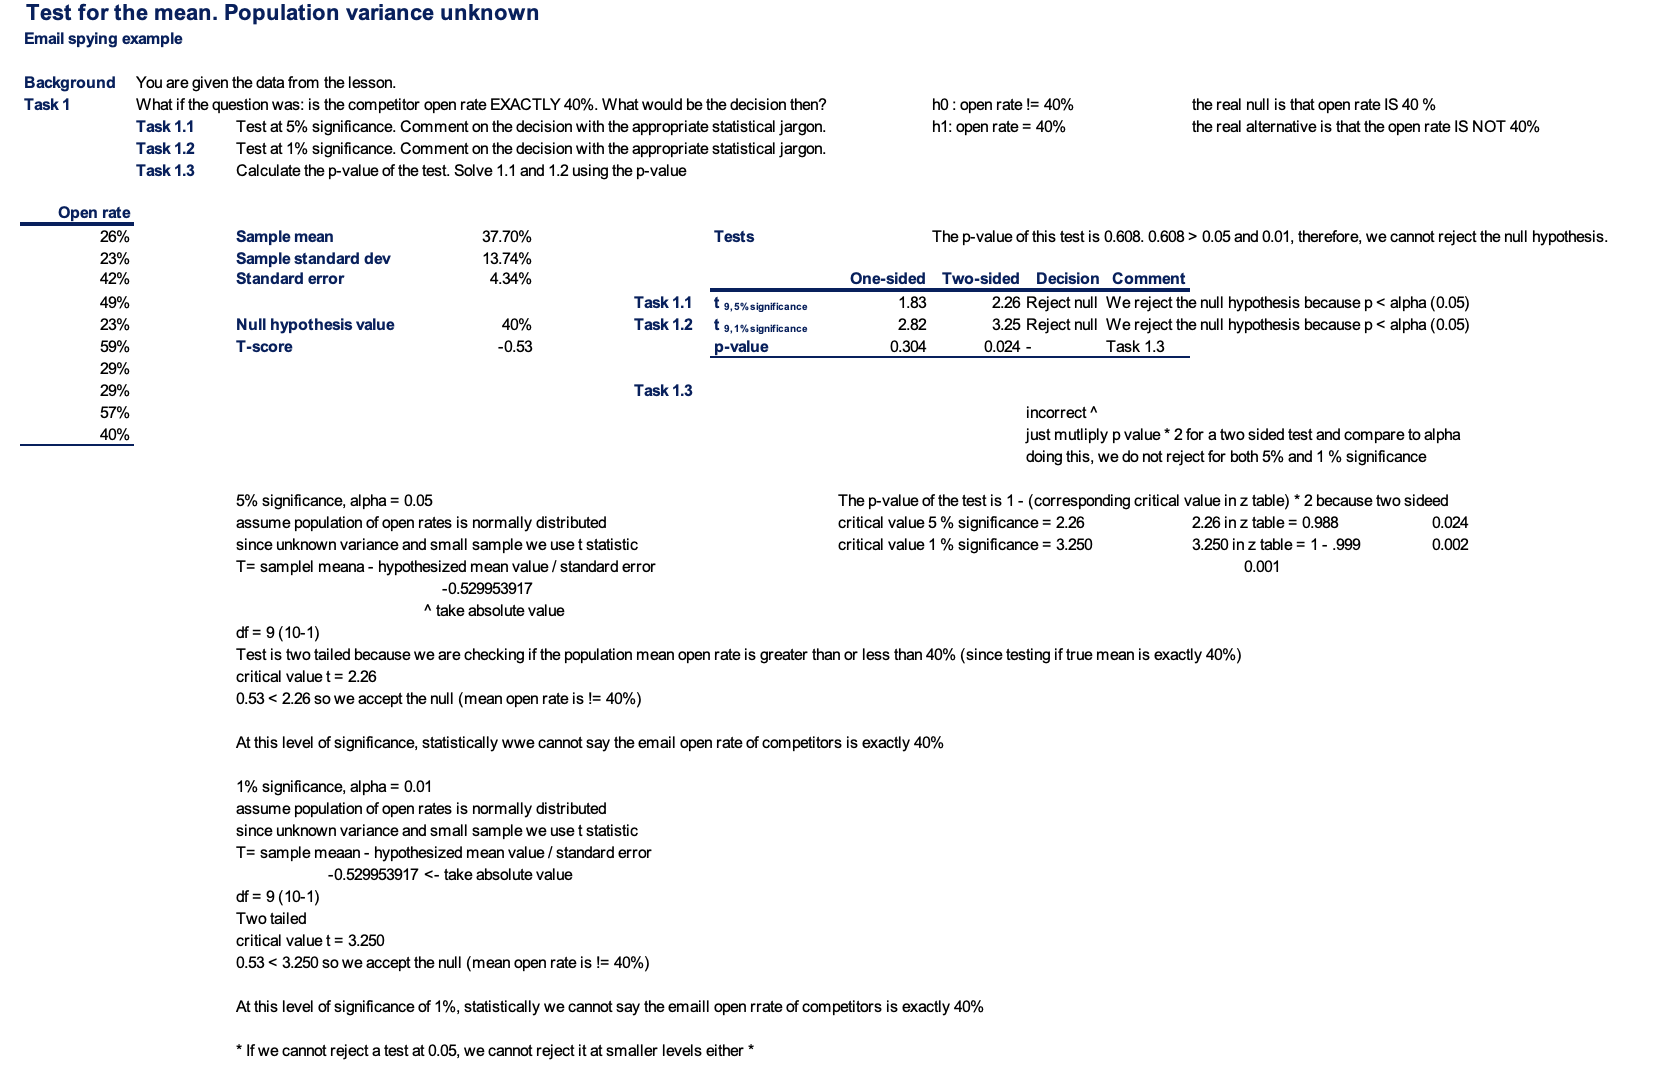 Test for the mean. Population variance unknown
Email spying example
Background You are given the data from the lesson.
Task 1 What if the question was: is the competitor open rate EXACTLY 40%. What would be the decision then? h0 : open rate != 40% the real null is that open rate IS 40 %
Task 1.1 Test at 5% significance. Comment on the decision with the appropriate statistical jargon. h1: open rate = 40% the real alternative is that the open rate IS NOT 40%
Task 1.2 Test at 1% significance. Comment on the decision with the appropriate statistical jargon.
Task 1.3 Calculate the p-value of the test. Solve 1.1 and 1.2 using the p-value
Open rate
26% Sample mean 37.70% Tests The p-value of this test is 0.608. 0.608 > 0.05 and 0.01, therefore, we cannot reject the null hypothesis.
23% Sample standard dev 13.74%
42% Standard error 4.34% One-sided Two-sided Decision Comment
49% Task 1.1 t 9, 5% significance 1.83 2.26 Reject null We reject the null hypothesis because p < alpha (0.05)
23% Null hypothesis value 40% Task 1.2 t 9, 1% significance 2.82 3.25 Reject null We reject the null hypothesis because p < alpha (0.05)
59% T-score -0.53 p-value 0.304 0.024 - Task 1.3
29%
29% Task 1.3
57% incorrect ^
40% just mutliply p value * 2 for a two sided test and compare to alpha
doing this, we do not reject for both 5% and 1 % significance
5% significance, alpha = 0.05 The p-value of the test is 1 - (corresponding critical value in z table) * 2 because two sideed
assume population of open rates is normally distributed critical value 5 % significance = 2.26 2.26 in z table = 0.988 0.024
since unknown variance and small sample we use t statistic critical value 1 % significance = 3.250 3.250 in z table = 1 - .999 0.002
T= samplel meana - hypothesized mean value / standard error 0.001
-0.529953917
^ take absolute value
df = 9 (10-1)
Test is two tailed because we are checking if the population mean open rate is greater than or less than 40% (since testing if true mean is exactly 40%)
critical value t = 2.26
0.53 < 2.26 so we accept the null (mean open rate is != 40%)
At this level of significance, statistically wwe cannot say the email open rate of competitors is exactly 40%
1% significance, alpha = 0.01
assume population of open rates is normally distributed
since unknown variance and small sample we use t statistic
T= sample meaan - hypothesized mean value / standard error
-0.529953917 <- take absolute value
df = 9 (10-1)
Two tailed
critical value t = 3.250
0.53 < 3.250 so we accept the null (mean open rate is != 40%)
At this level of significance of 1%, statistically we cannot say the emaill open rrate of competitors is exactly 40%
* If we cannot reject a test at 0.05, we cannot reject it at smaller levels either *